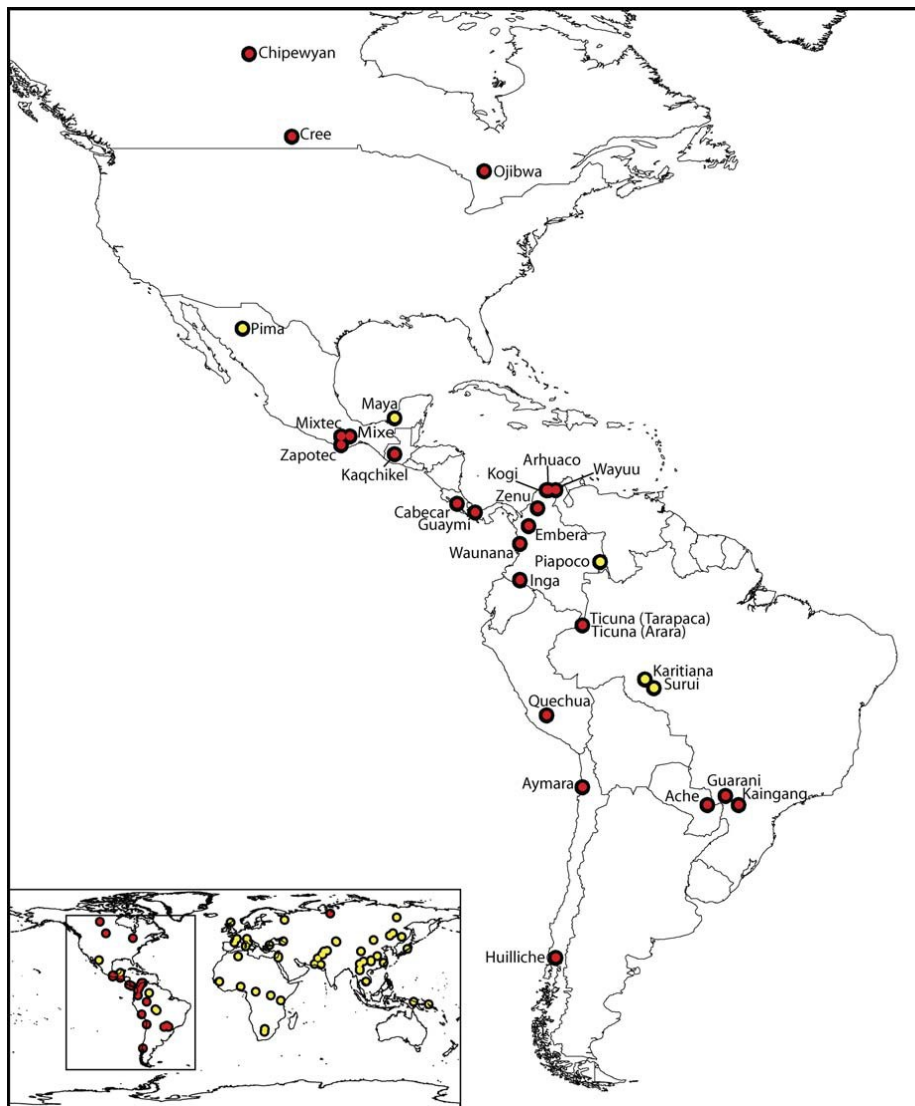 Chipewyan
Cree
Ojibwa
Pima
Maya
Mixtec
Mixe
Zapotec
Kaqchikel
Arhuaco
Kogi
Wayuu
Zenu
Cabecar
Guaymi
Embera
Waunana
Piapoco
Inga
Ticuna (Tarapaca)
Ticuna (Arara)
Karitiana
Surui
Quechua
Aymara
Guarani
Ache
Kaingang
Huilliche